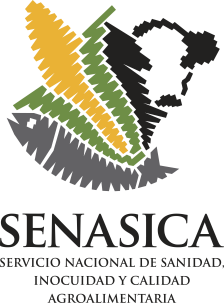 SENASICA
SERVICIO NACIONAL DE SANIDAD,
INOCUIDAD Y CALIDAD
AGROALIMENTARIA